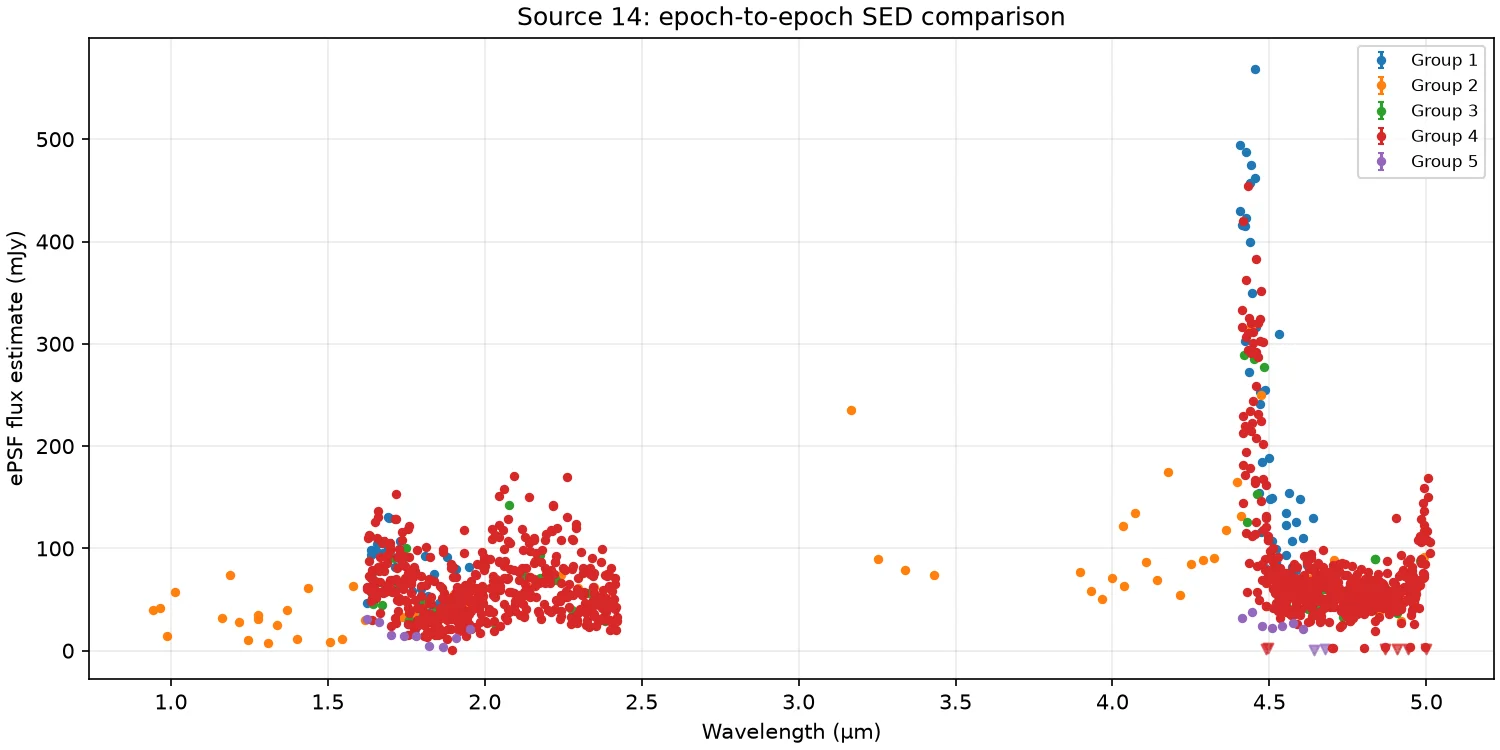 Source 14: epoch-to-epoch SED comparison
ePSF flux estimate (mJy)
500
400
300
200
100
0
Group 1
Group 2
Group 3
Group 4
Group 5
1.0 1.5 2.0 2.5 3.0 3.5 4.0 4.5 5.0
Wavelength (µm)